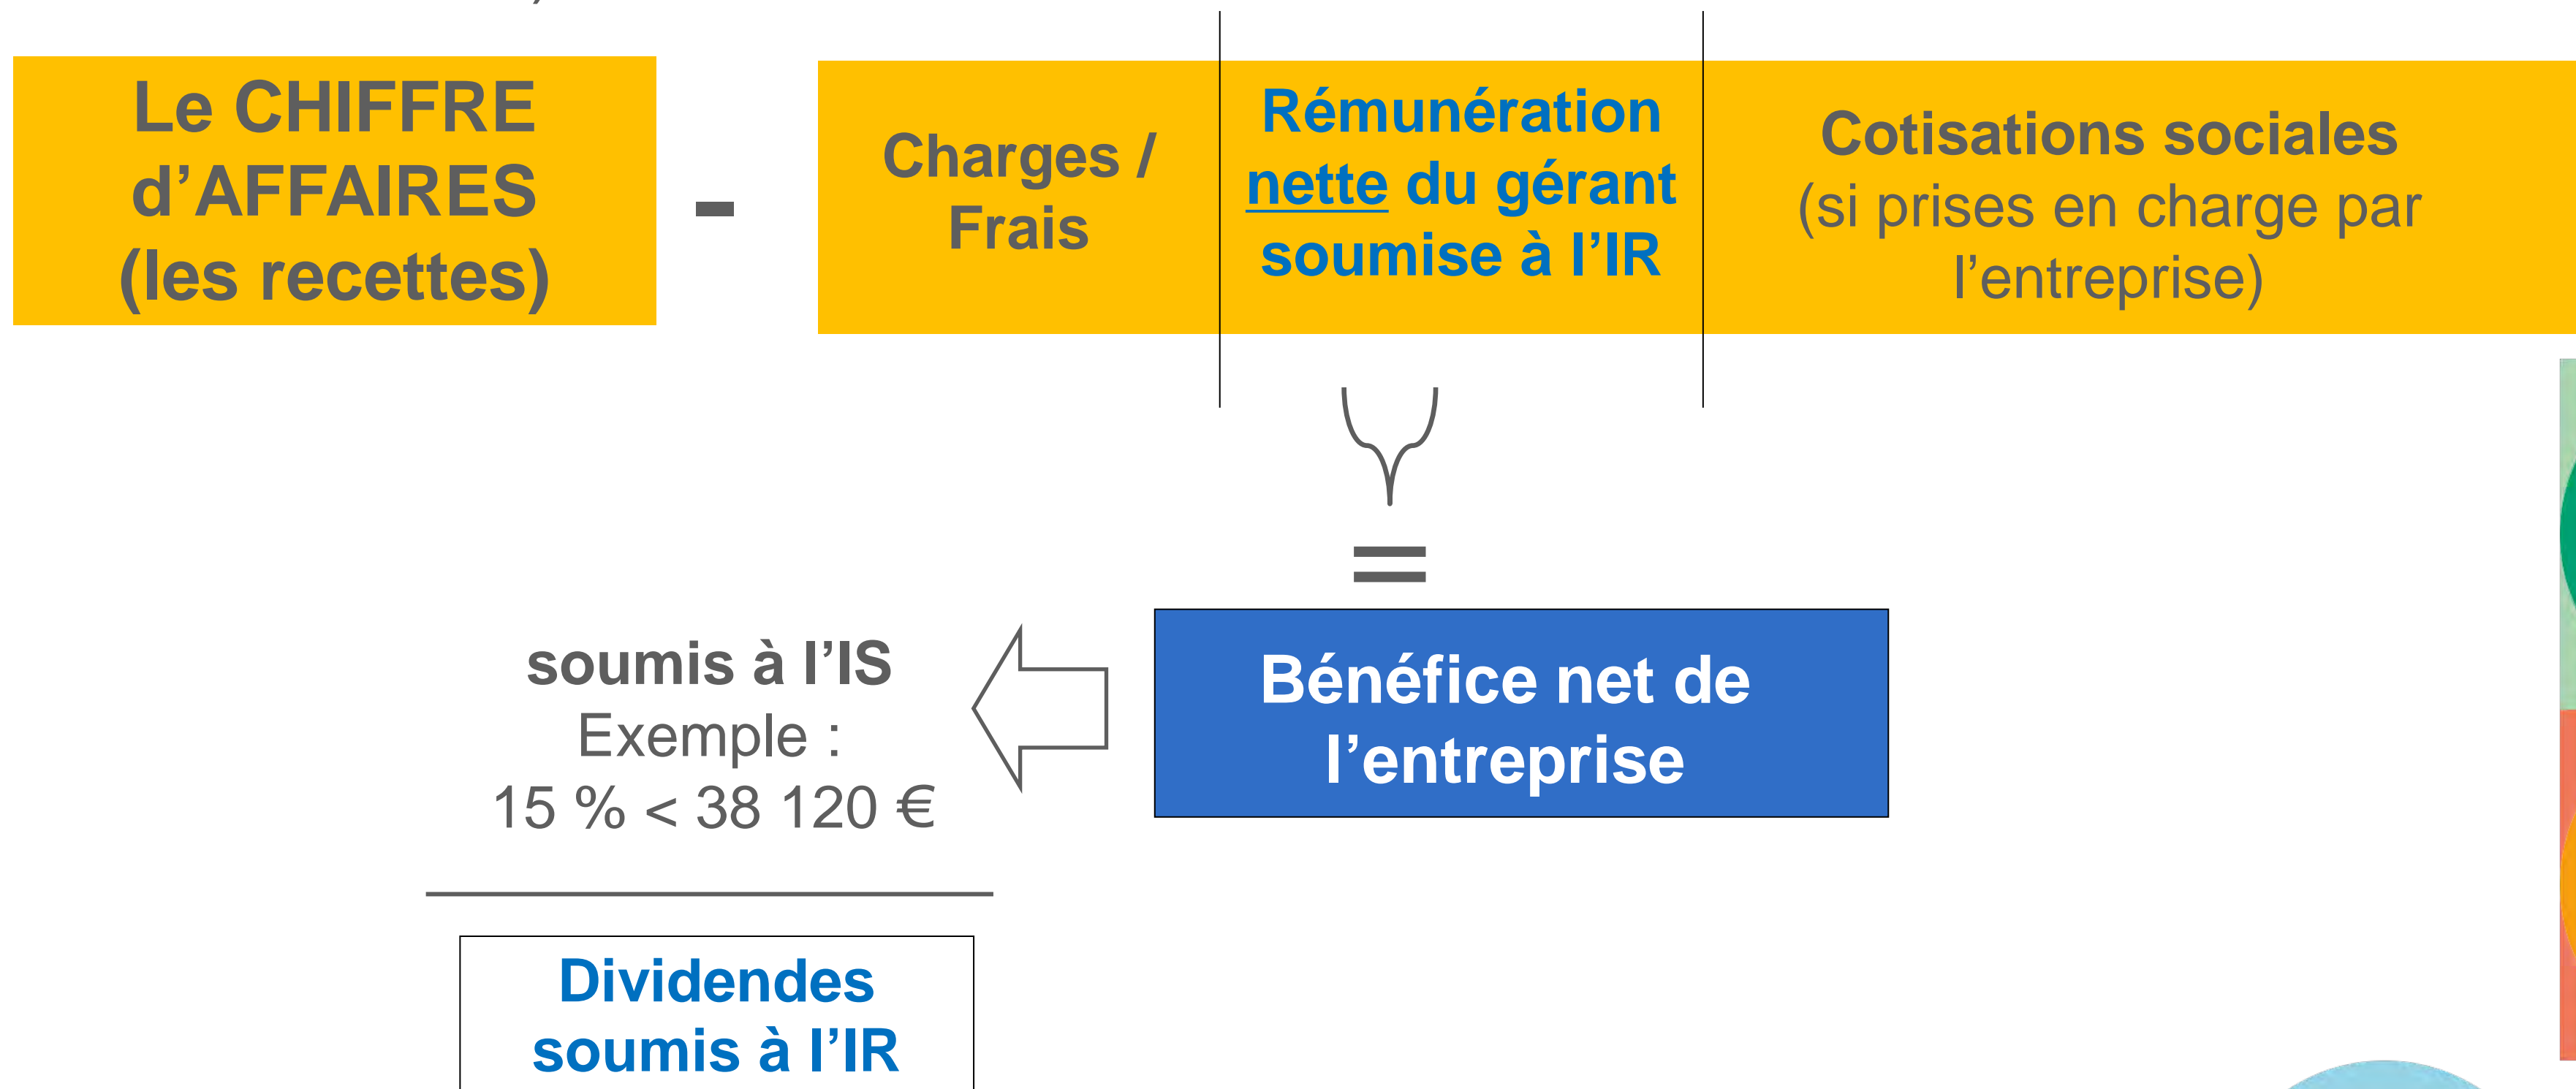 Le CHIFFRE
d’AFFAIRES
(les recettes)
-
Charges /
Frais
Rémunération
nette du gérant
soumise à l’IR
Cotisations sociales
(si prises en charge par
l’entreprise)
=
soumis à l’IS
Exemple :
15 % < 38 120 €
Bénéfice net de
l’entreprise
Dividendes
soumis à l’IR